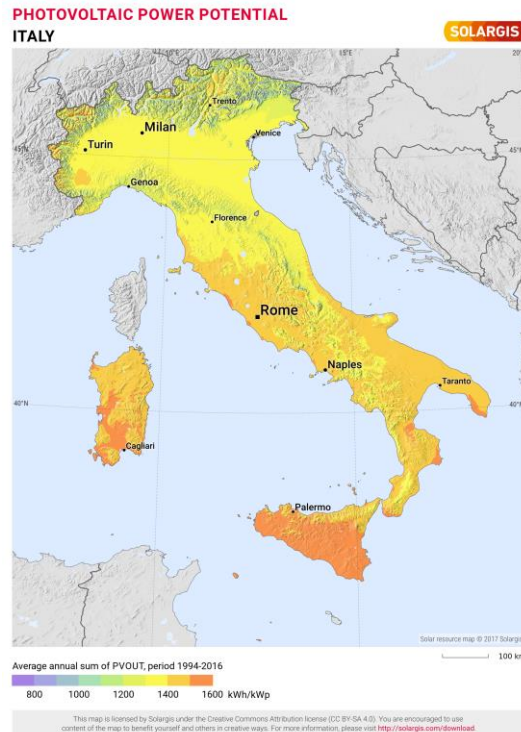 PHOTOVOLTAIC POWER POTENTIAL
ITALY
SOLARGIS
10°E
15°E
20°
Trento
Milan
Venice
45°N
Turin
45°N
Genoa
Florence
Rome
Naples
Taranto
40°N
40°N
Cagliari
Palermo
Solar resource map © 2017 Solargis
100 km
Average annual sum of PVOUT, period 1994-2016
800 1000 1200 1400 1600 kWh/kWp
This map is licensed by Solargis under the Creative Commons Attribution license (CC BY-SA 4.0). You are encouraged to use
content of the map to benefit yourself and others in creative ways. For more information, please visit http://solargis.com/download